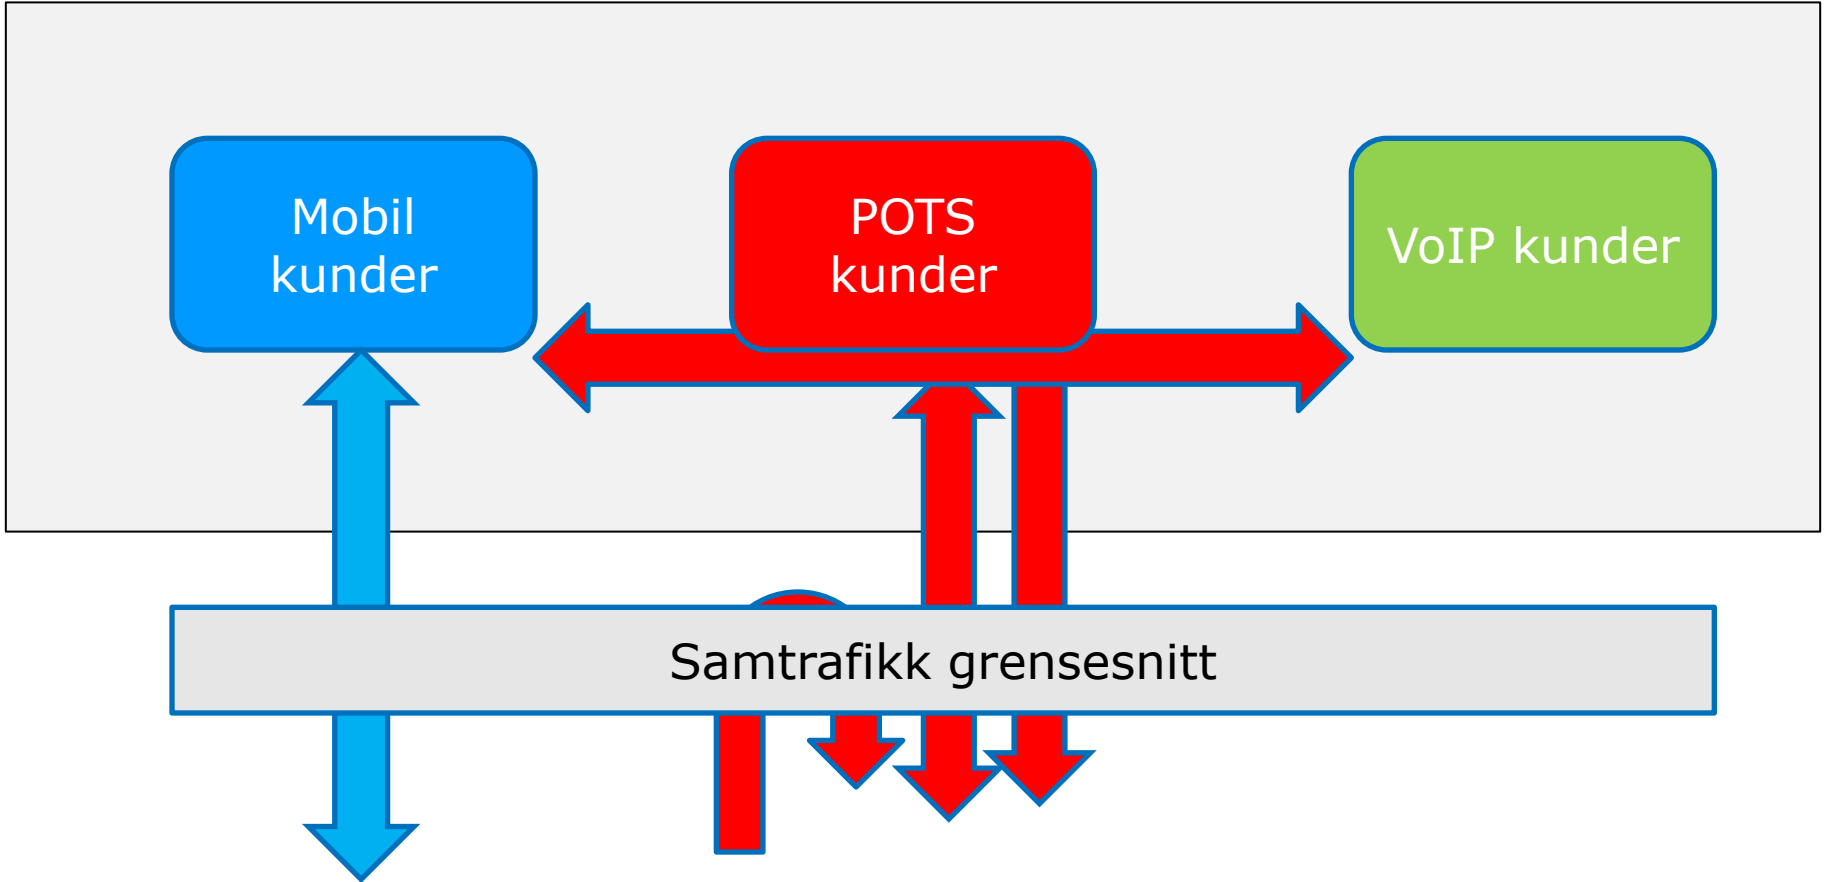 Mobil
kunder
POTS
kunder
VoIP kunder
Samtrafikk grensesnitt